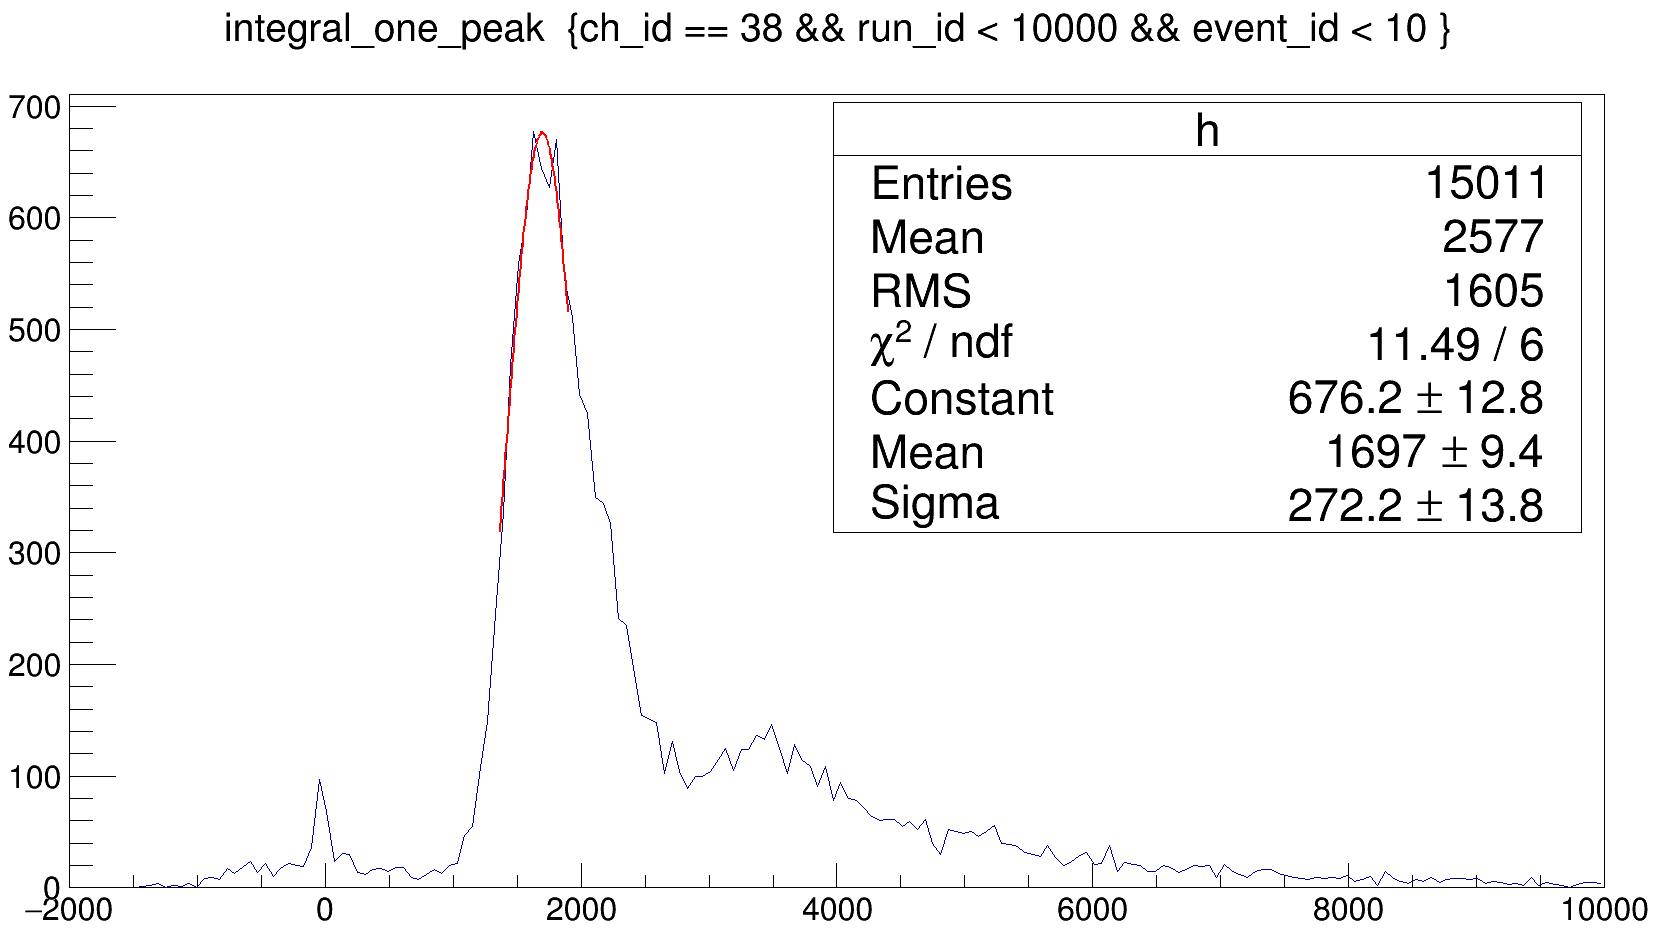 integral_one_peak {ch_id == 38 && run_id < 10000 && event_id < 10 }
h
Entries 15011
Mean 2577
RMS 1605
χ² / ndf 11.49 / 6
Constant 676.2 ± 12.8
Mean 1697 ± 9.4
Sigma 272.2 ± 13.8
700
600
500
400
300
200
100
0
−2000 0 2000 4000 6000 8000 10000